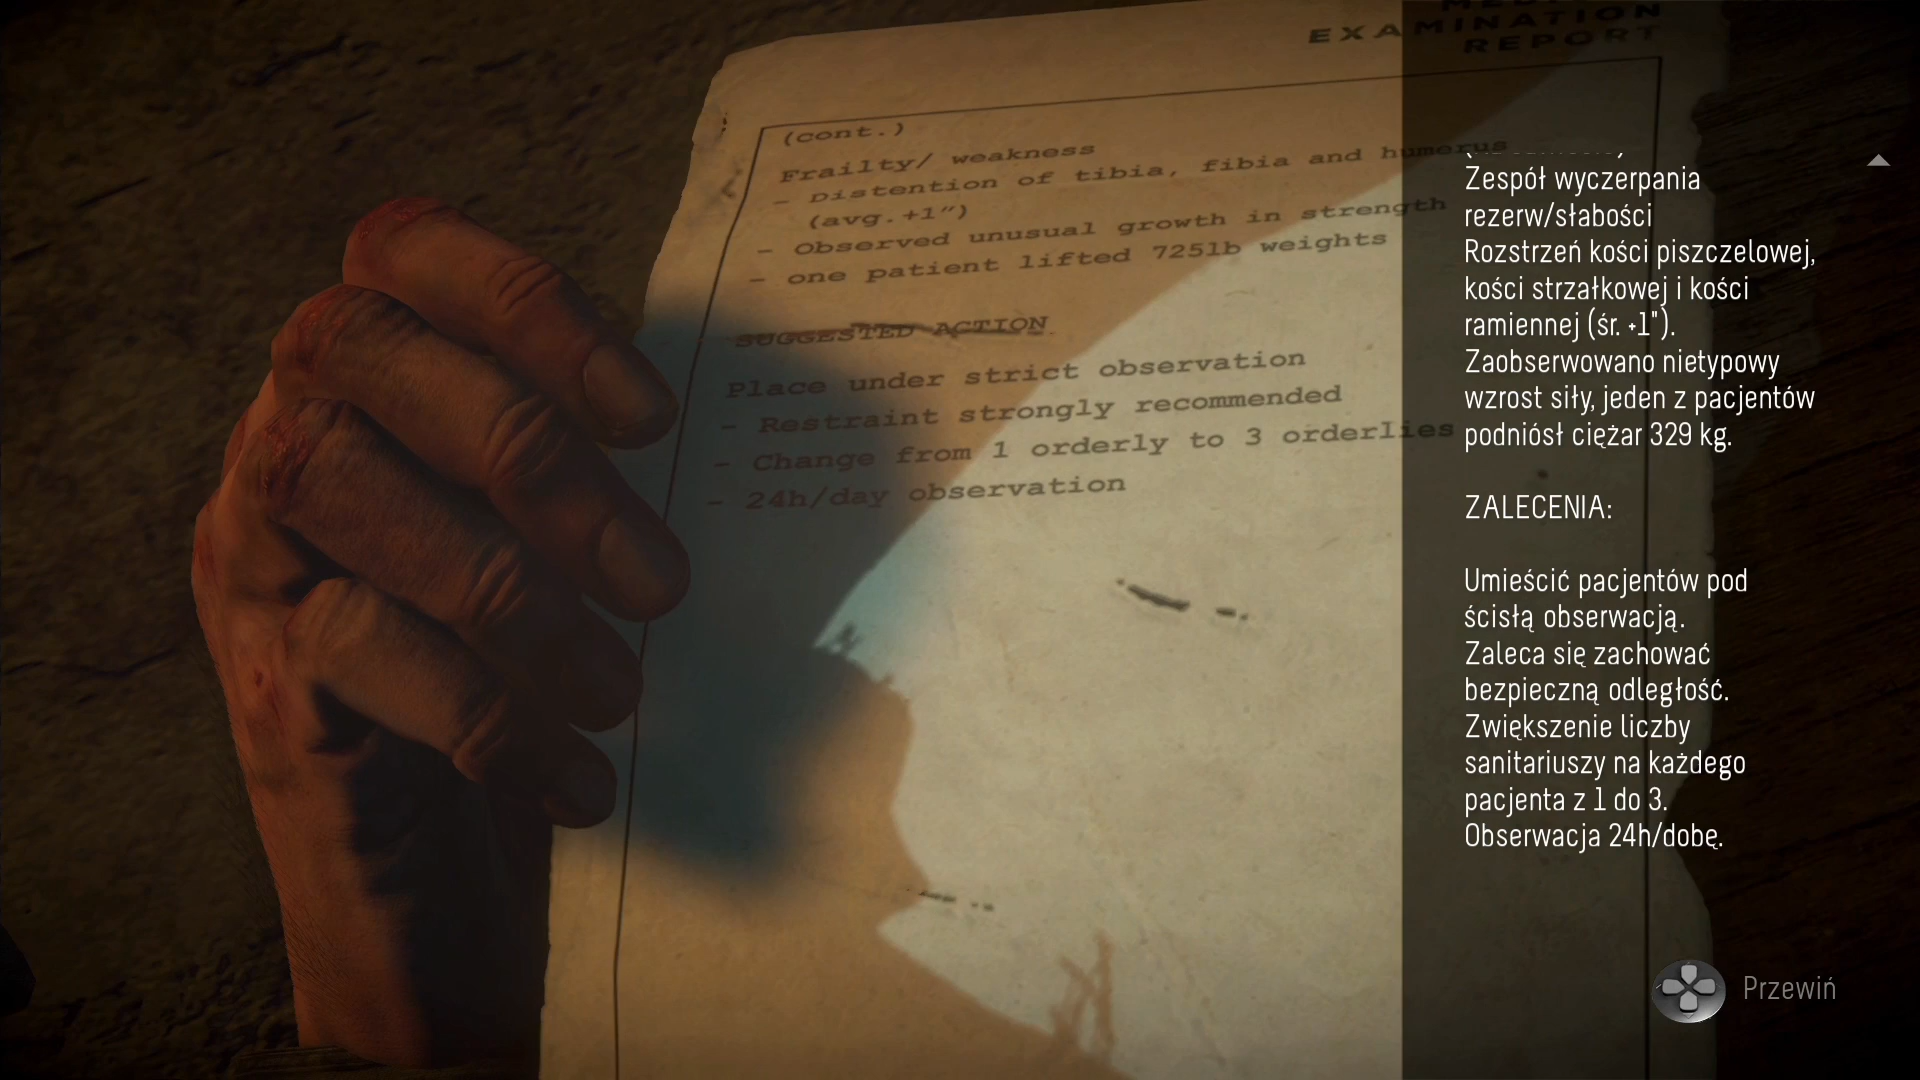 EXAMINATION
REPORT
(cont.)
Frailty/ weakness
- Distention of tibia, fibia and humerus
(avg.+1")
- Observed unusual growth in strength
- one patient lifted 725lb weights
SUGGESTED ACTION
Place under strict observation
- Restraint strongly recommended
- Change from 1 orderly to 3 orderlies
- 24h/day observation
Zespół wyczerpania
rezerw/słabości
Rozstrzeń kości piszczelowej,
kości strzałkowej i kości
ramiennej (śr. +1").
Zaobserwowano nietypowy
wzrost siły, jeden z pacjentów
podniósł ciężar 329 kg.
ZALECENIA:
Umieścić pacjentów pod
ścisłą obserwacją.
Zaleca się zachować
bezpieczną odległość.
Zwiększenie liczby
sanitariuszy na każdego
pacjenta z 1 do 3.
Obserwacja 24h/dobę.
Przewiń